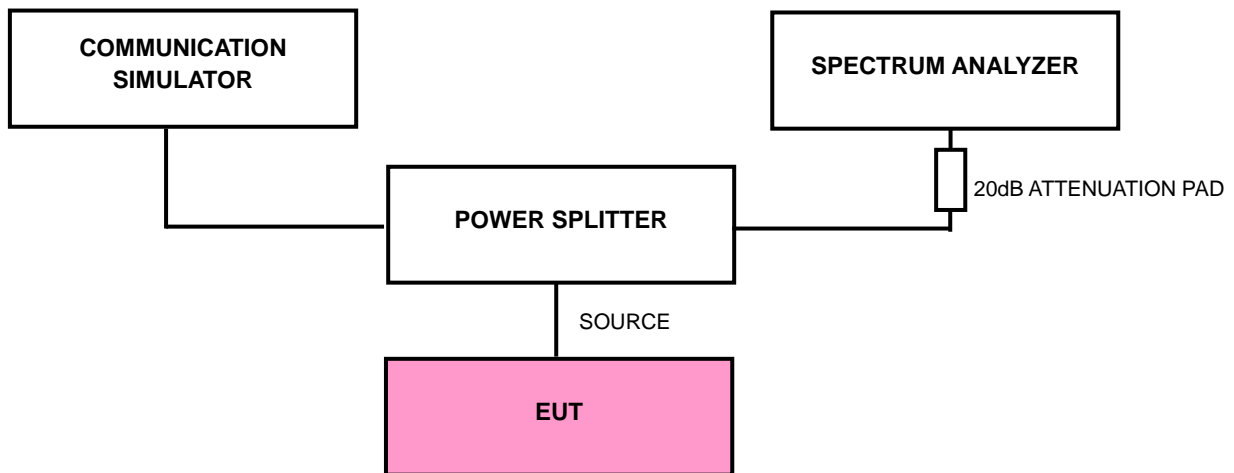 COMMUNICATION
SIMULATOR
SPECTRUM ANALYZER
20dB ATTENUATION PAD
POWER SPLITTER
SOURCE
EUT